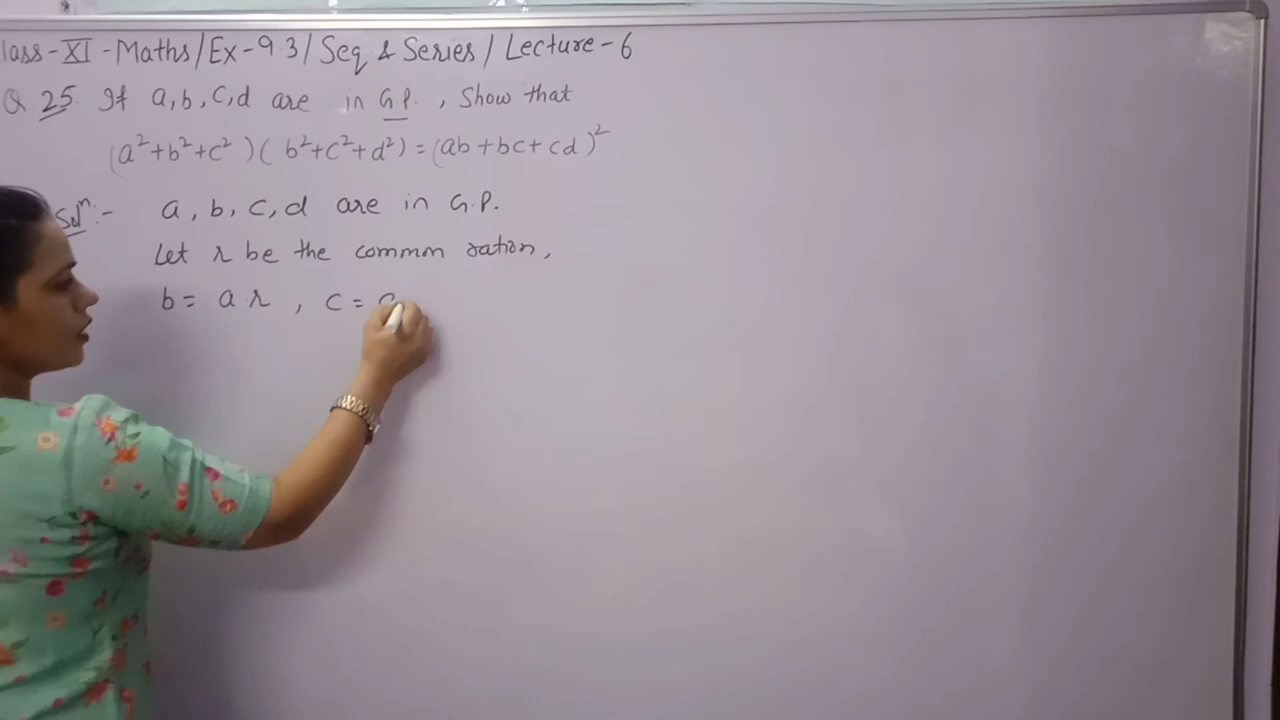 lass-XI-Maths/Ex-9.3/Seq & Series/Lecture-6
Q 25. If a,b,c,d are in G.P., Show that
(a²+b²+c²)(b²+c²+d²)=(ab+bc+cd)²
Solⁿ:- a, b, c, d are in G.P.
Let r be the common ration,
b= a.r, c=